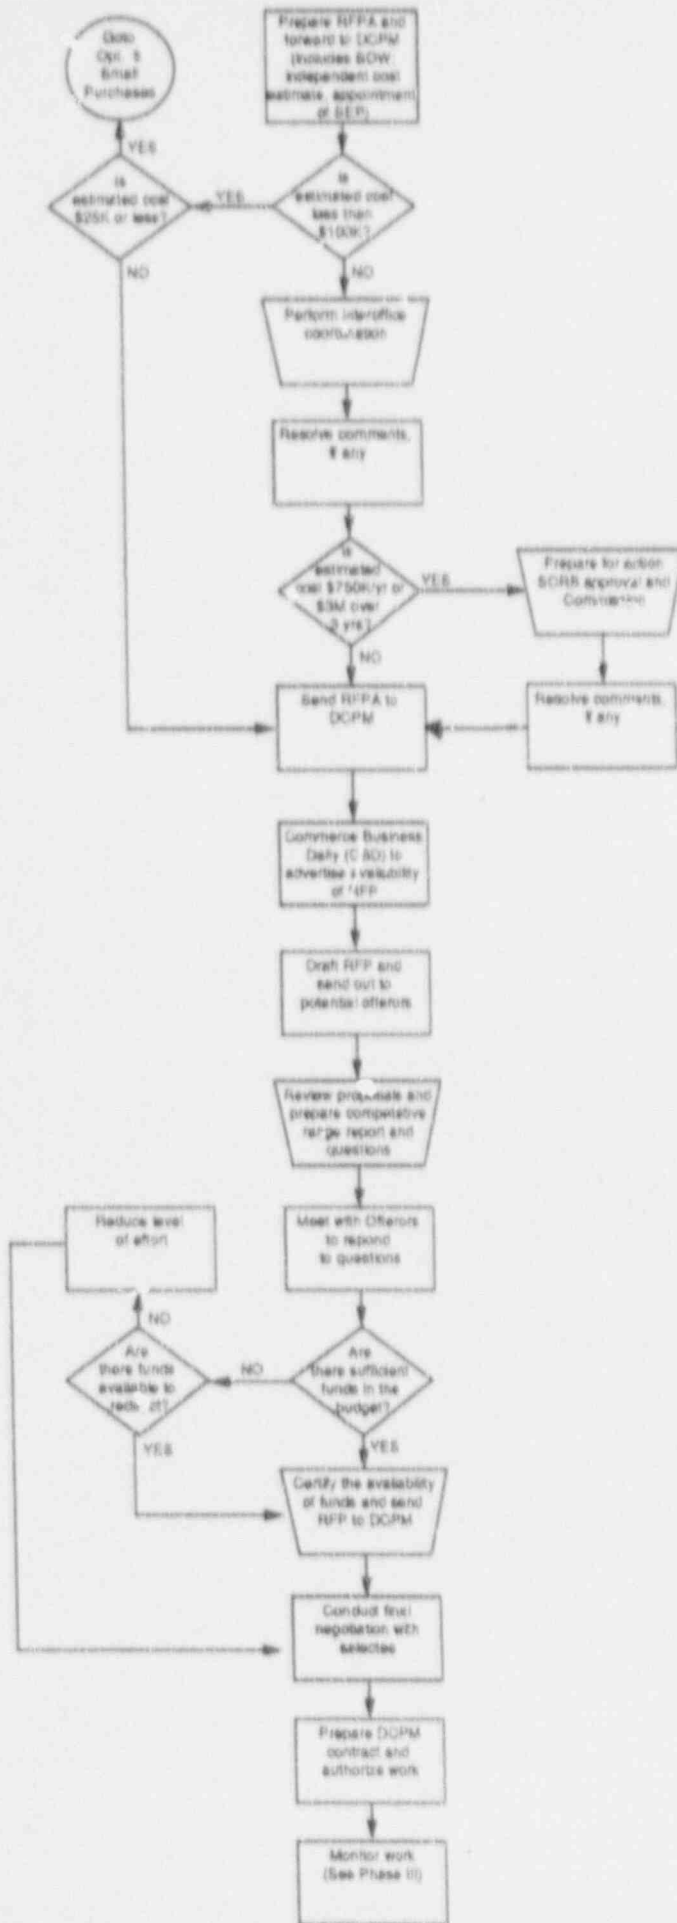 Goto
Opt. 5
Small
Purchases
Prepare RFPA and
forward to DCPM
(Includes SOW,
independent cost
estimate, appointment
of SEP)
YES
Is
estimated cost
$25K or less?
YES
Is
estimated cost
less than
$100K?
NO
NO
Perform interoffice
coordination
Resolve comments,
if any
Is
estimated
cost $750K/yr or
$3M over
3 yrs?
YES
Prepare for action
SORB approval and
NO
Send RFPA to
DCPM
Resolve comments,
if any
Commerce Business
Daily (CBD) to
advertise availability
of RFP
Draft RFP and
send out to
potential offerors
Review proposals and
prepare competative
range report and
questions
Reduce level
of effort
Meet with Offerors
to repond
to questions
NO
Are
there funds
available to
NO
Are
there sufficient
funds in the
budget?
YES
YES
Certify the availability
of funds and send
RFP to DCPM
Conduct final
negotiation with
selectee
Prepare DCPM
contract and
authorize work
Monitor work
(See Phase III)